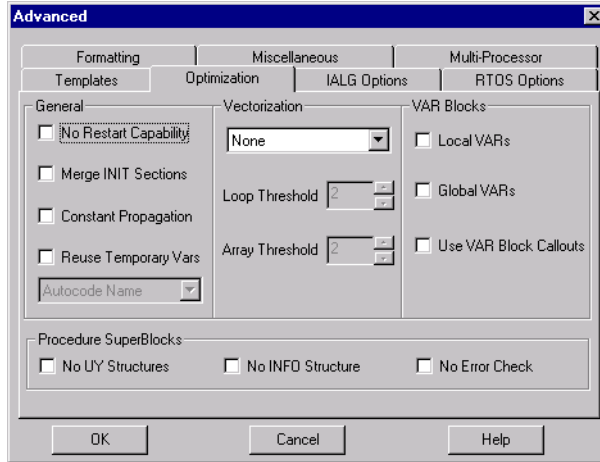 Advanced
Formatting Miscellaneous Multi-Processor
Templates Optimization IALG Options RTOS Options
General Vectorization VAR Blocks
No Restart Capability None Local VARs
Merge INIT Sections
Loop Threshold 2 Global VARs
Constant Propagation
Reuse Temporary Vars Array Threshold 2 Use VAR Block Callouts
Autocode Name
Procedure SuperBlocks
No UY Structures No INFO Structure No Error Check
OK Cancel Help